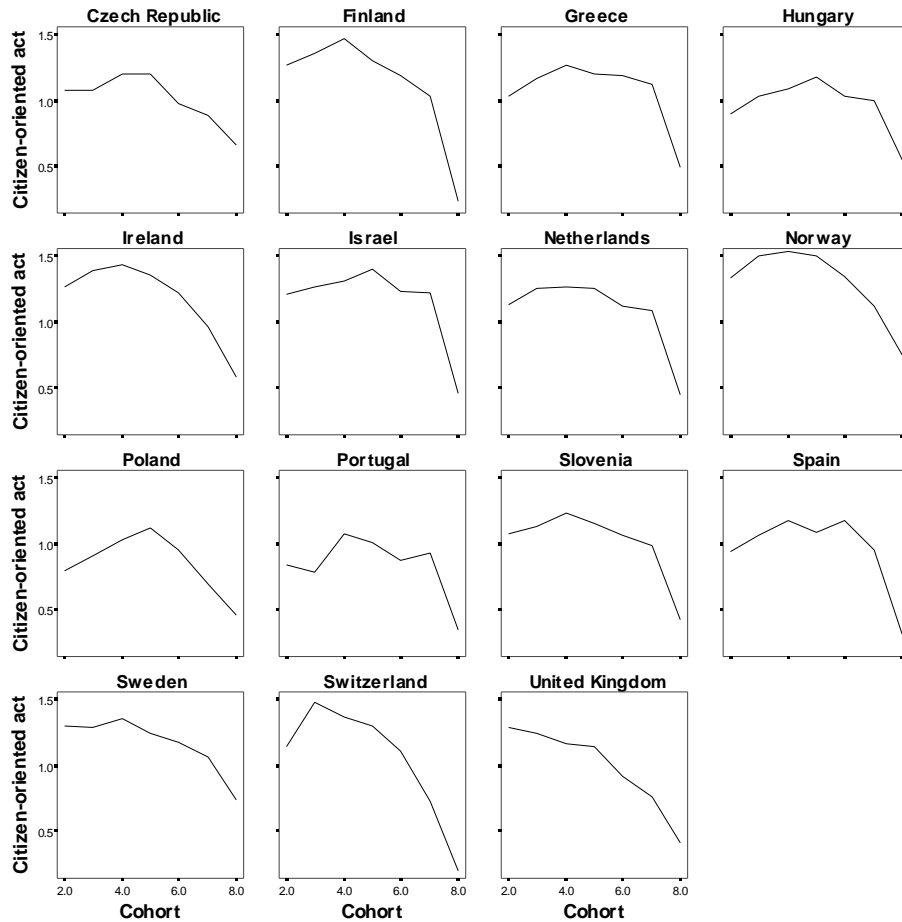 Czech Republic Finland Greece Hungary
Citizen-oriented act
1.5
1.0
0.5
Ireland Israel Netherlands Norway
Citizen-oriented act
1.5
1.0
0.5
Poland Portugal Slovenia Spain
Citizen-oriented act
1.5
1.0
0.5
Sweden Switzerland United Kingdom
Citizen-oriented act
1.5
1.0
0.5
2.0 4.0 6.0 8.0 2.0 4.0 6.0 8.0 2.0 4.0 6.0 8.0
Cohort Cohort Cohort